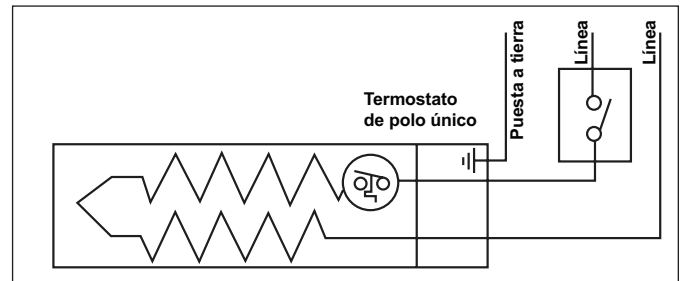 Termostato
de polo único
Puesta a tierra
Línea
Línea